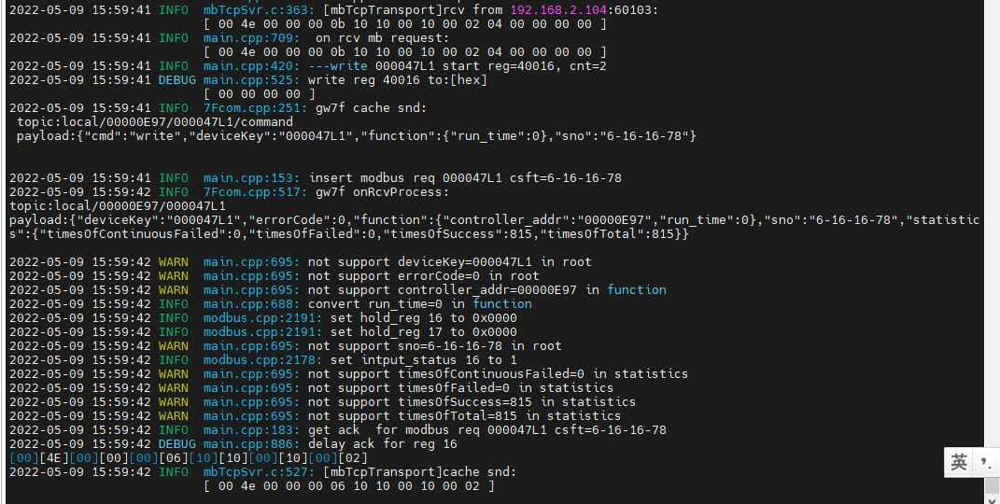 2022-05-09 15:59:41 INFO mbTcpSvr.c:363: [mbTcpTransport]rcv from 192.168.2.104:60103:
[ 00 4e 00 00 00 0b 10 10 00 10 00 02 04 00 00 00 00 ]
2022-05-09 15:59:41 INFO main.cpp:709: on rcv mb request:
[ 00 4e 00 00 00 0b 10 10 00 10 00 02 04 00 00 00 00 ]
2022-05-09 15:59:41 INFO main.cpp:420: ---write 000047L1 start reg=40016, cnt=2
2022-05-09 15:59:41 DEBUG main.cpp:525: write reg 40016 to:[hex]
[ 00 00 00 00 ]
2022-05-09 15:59:41 INFO 7Fcom.cpp:251: gw7f cache snd:
topic:local/00000E97/000047L1/command
payload:{"cmd":"write","deviceKey":"000047L1","function":{"run_time":0},"sno":"6-16-16-78"}
2022-05-09 15:59:41 INFO main.cpp:153: insert modbus req 000047L1 csft=6-16-16-78
2022-05-09 15:59:42 INFO 7Fcom.cpp:517: gw7f onRcvProcess:
topic:local/00000E97/000047L1
payload:{"deviceKey":"000047L1","errorCode":0,"function":{"controller_addr":"00000E97","run_time":0},"sno":"6-16-16-78","statistic
s":{"timesOfContinuousFailed":0,"timesOfFailed":0,"timesOfSuccess":815,"timesOfTotal":815}}
2022-05-09 15:59:42 WARN main.cpp:695: not support deviceKey=000047L1 in root
2022-05-09 15:59:42 WARN main.cpp:695: not support errorCode=0 in root
2022-05-09 15:59:42 WARN main.cpp:695: not support controller_addr=00000E97 in function
2022-05-09 15:59:42 INFO main.cpp:688: convert run_time=0 in function
2022-05-09 15:59:42 INFO modbus.cpp:2191: set hold_reg 16 to 0x0000
2022-05-09 15:59:42 INFO modbus.cpp:2191: set hold_reg 17 to 0x0000
2022-05-09 15:59:42 WARN main.cpp:695: not support sno=6-16-16-78 in root
2022-05-09 15:59:42 INFO modbus.cpp:2178: set intput_status 16 to 1
2022-05-09 15:59:42 WARN main.cpp:695: not support timesOfContinuousFailed=0 in statistics
2022-05-09 15:59:42 WARN main.cpp:695: not support timesOfFailed=0 in statistics
2022-05-09 15:59:42 WARN main.cpp:695: not support timesOfSuccess=815 in statistics
2022-05-09 15:59:42 WARN main.cpp:695: not support timesOfTotal=815 in statistics
2022-05-09 15:59:42 INFO main.cpp:183: get ack for modbus req 000047L1 csft=6-16-16-78
2022-05-09 15:59:42 DEBUG main.cpp:886: delay ack for reg 16
[00][4E][00][00][00][06][10][10][00][10][00][02]
2022-05-09 15:59:42 INFO mbTcpSvr.c:527: [mbTcpTransport]cache snd:
[ 00 4e 00 00 00 06 10 10 00 10 00 02 ]
英